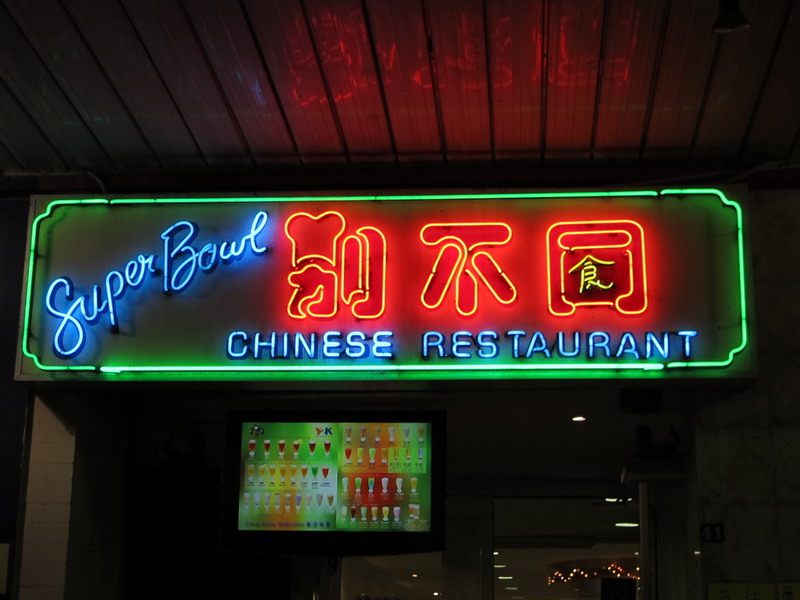 Super Bowl
別不同
食
CHINESE RESTAURANT
41